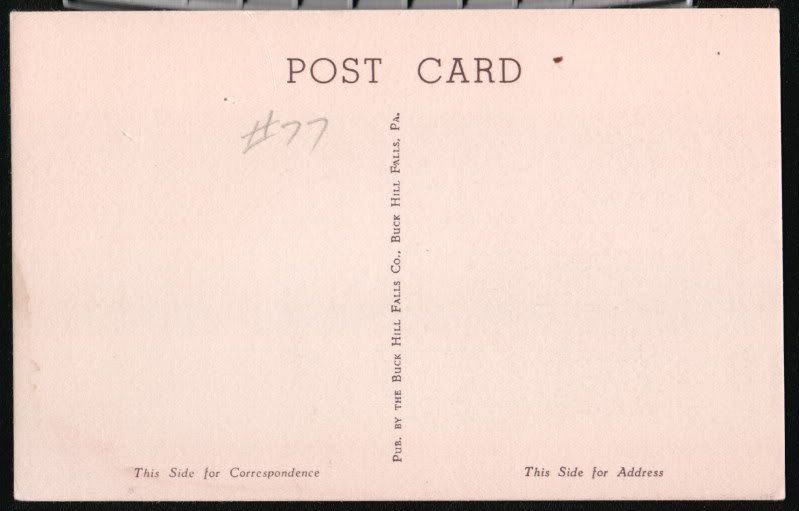 POST CARD
#77
PUB. BY THE BUCK HILL FALLS CO., BUCK HILL FALLS, PA.
This Side for Correspondence
This Side for Address